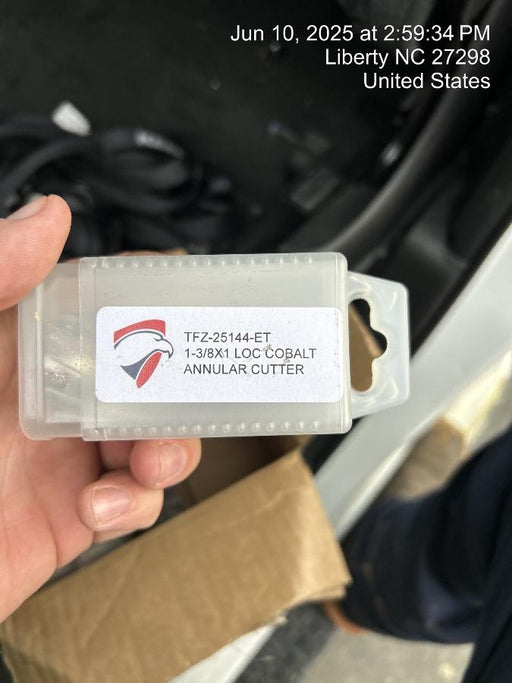 Jun 10, 2025 at 2:59:34 PM
Liberty NC 27298
United States
TFZ-25144-ET
1-3/8X1 LOC COBALT
ANNULAR CUTTER